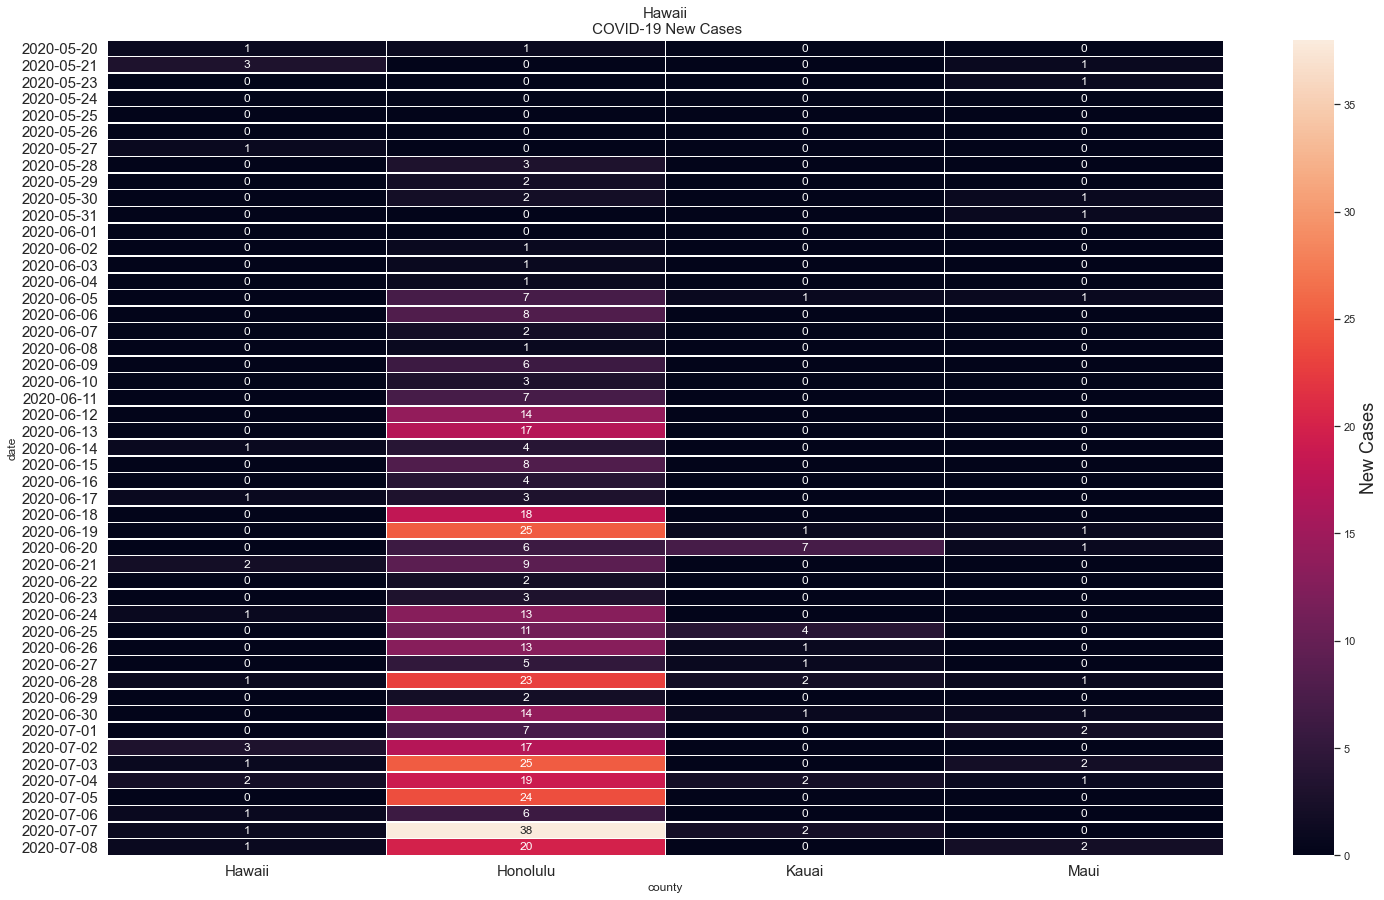 Hawaii
COVID-19 New Cases
2020-05-20 1 1 0 0
2020-05-21 3 0 0 1
2020-05-23 0 0 0 1
2020-05-24 0 0 0 0
2020-05-25 0 0 0 0
2020-05-26 0 0 0 0
2020-05-27 1 0 0 0
2020-05-28 0 3 0 0
2020-05-29 0 2 0 0
2020-05-30 0 2 0 1
2020-05-31 0 0 0 1
2020-06-01 0 0 0 0
2020-06-02 0 1 0 0
2020-06-03 0 1 0 0
2020-06-04 0 1 0 0
2020-06-05 0 7 1 1
2020-06-06 0 8 0 0
2020-06-07 0 2 0 0
2020-06-08 0 1 0 0
2020-06-09 0 6 0 0
2020-06-10 0 3 0 0
2020-06-11 0 7 0 0
2020-06-12 0 14 0 0
2020-06-13 0 17 0 0
2020-06-14 1 4 0 0
2020-06-15 0 8 0 0
2020-06-16 0 4 0 0
2020-06-17 1 3 0 0
2020-06-18 0 18 0 0
2020-06-19 0 25 1 1
2020-06-20 0 6 7 1
2020-06-21 2 9 0 0
2020-06-22 0 2 0 0
2020-06-23 0 3 0 0
2020-06-24 1 13 0 0
2020-06-25 0 11 4 0
2020-06-26 0 13 1 0
2020-06-27 0 5 1 0
2020-06-28 1 23 2 1
2020-06-29 0 2 0 0
2020-06-30 0 14 1 1
2020-07-01 0 7 0 2
2020-07-02 3 17 0 0
2020-07-03 1 25 0 2
2020-07-04 2 19 2 1
2020-07-05 0 24 0 0
2020-07-06 1 6 0 0
2020-07-07 1 38 2 0
2020-07-08 1 20 0 2
Hawaii Honolulu Kauai Maui
county
date
35
30
25
20
15
10
5
0
New Cases